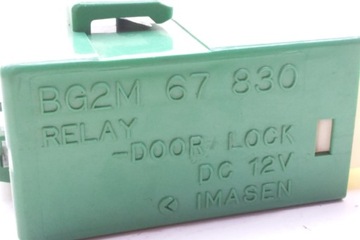 BG2M 67 830
RELAY
-DOOR LOCK
DC 12V
IMASEN